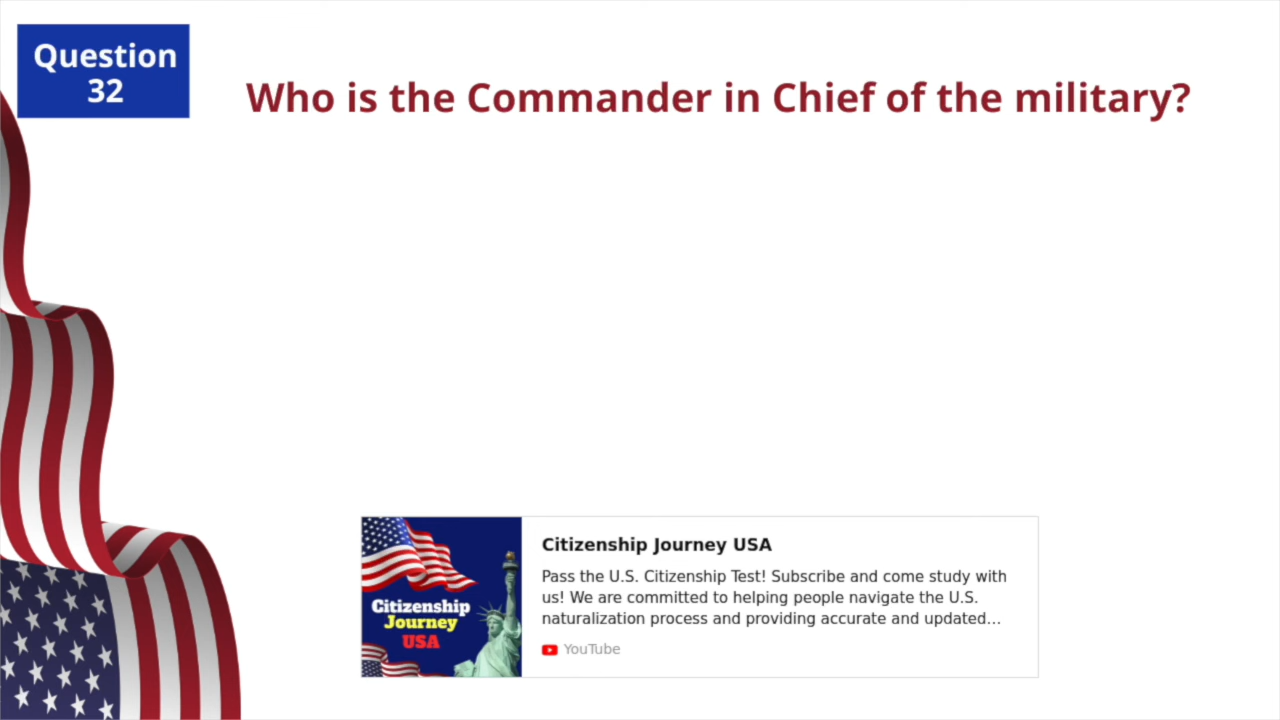 Question
32
Who is the Commander in Chief of the military?
Citizenship
Journey
USA
Citizenship Journey USA
Pass the U.S. Citizenship Test! Subscribe and come study with
us! We are committed to helping people navigate the U.S.
naturalization process and providing accurate and updated...
YouTube